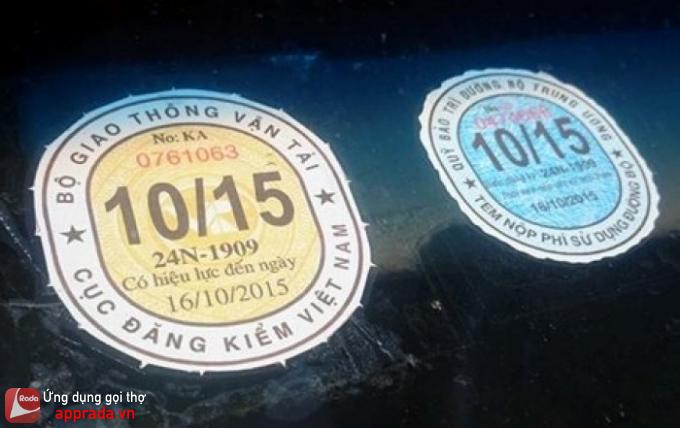 BỘ GIAO THÔNG VẬN TẢI
No: KA
0761063
10/15
24N-1909
Có hiệu lực đến ngày
16/10/2015
CỤC ĐĂNG KIỂM VIỆT NAM
QUỸ BẢO TRÌ ĐƯỜNG BỘ TRUNG ƯƠNG
10/15
24N-1909
16/10/2015
TEM NỘP PHÍ SỬ DỤNG ĐƯỜNG BỘ
Rada
Ứng dụng gọi thợ
apprada.vn